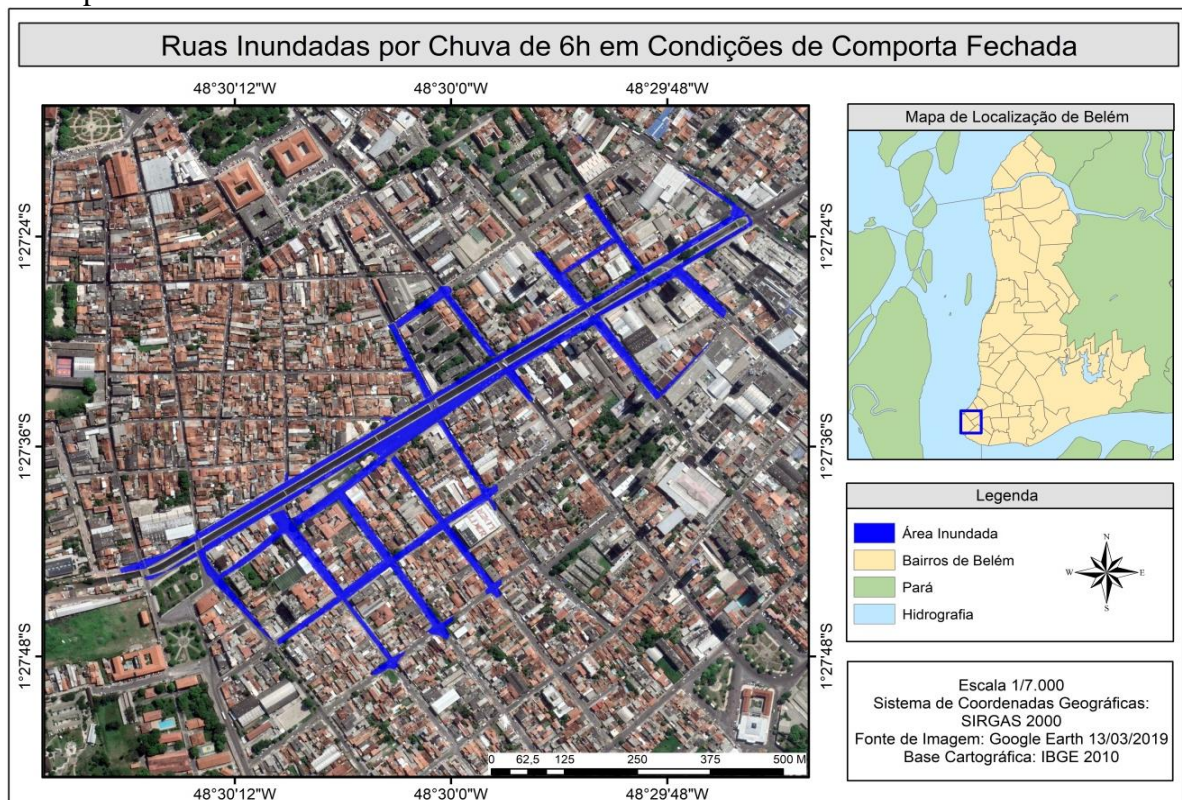 Ruas Inundadas por Chuva de 6h em Condições de Comporta Fechada
48°30'12"W 48°30'0"W 48°29'48"W
1°27'24"S 1°27'24"S
1°27'36"S 1°27'36"S
1°27'48"S 1°27'48"S
0 62,5 125 250 375 500 M
48°30'12"W 48°30'0"W 48°29'48"W
Mapa de Localização de Belém
Legenda
Área Inundada
Bairros de Belém
Pará
Hidrografia
N
W E
S
Escala 1/7.000
Sistema de Coordenadas Geográficas:
SIRGAS 2000
Fonte de Imagem: Google Earth 13/03/2019
Base Cartográfica: IBGE 2010